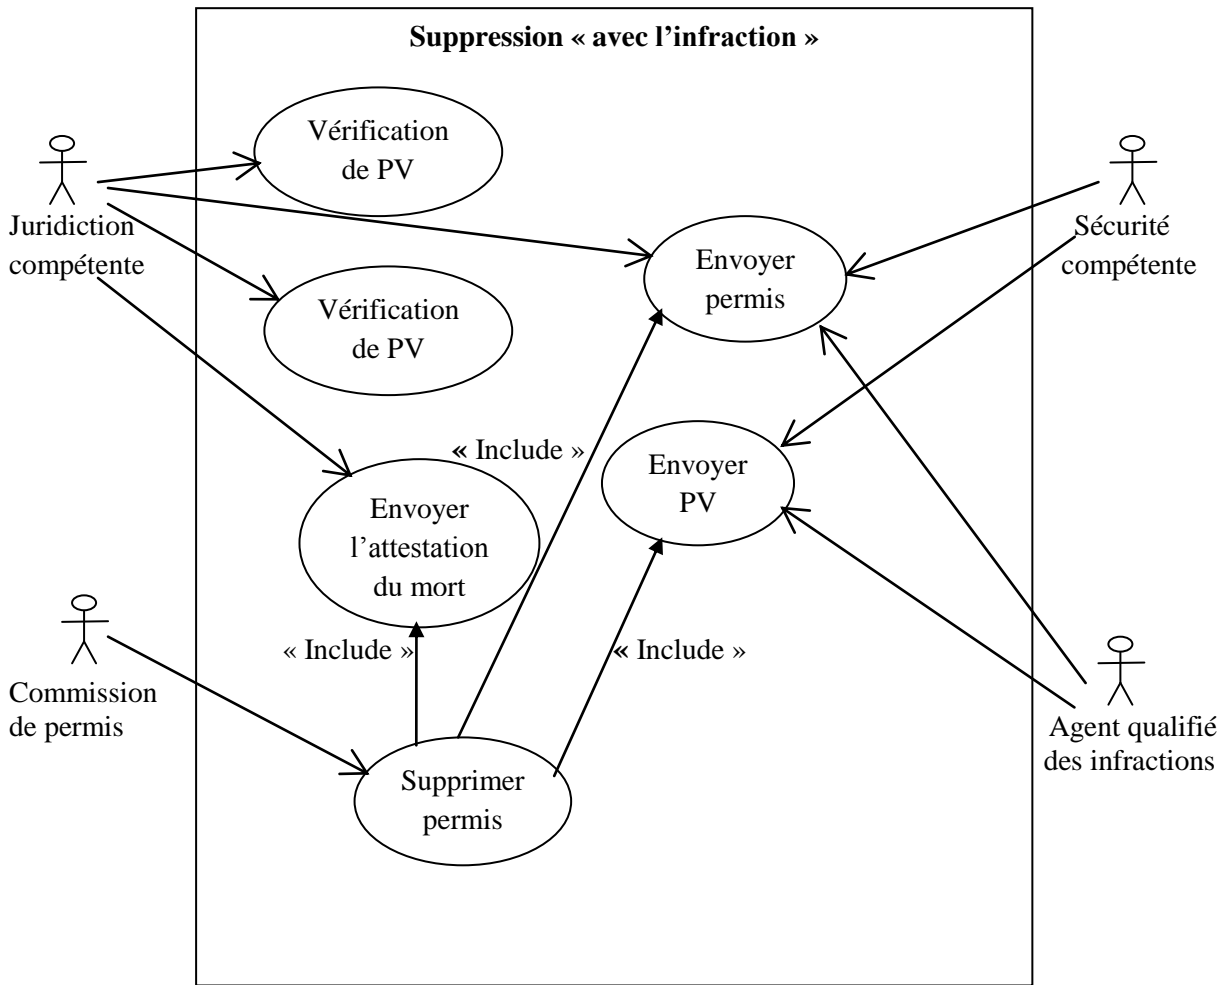 Suppression « avec l’infraction »
Vérification
de PV
Juridiction
compétente
Sécurité
compétente
Envoyer
permis
Vérification
de PV
« Include »
Envoyer
PV
Envoyer
l’attestation
du mort
« Include »
« Include »
Commission
de permis
Agent qualifié
des infractions
Supprimer
permis